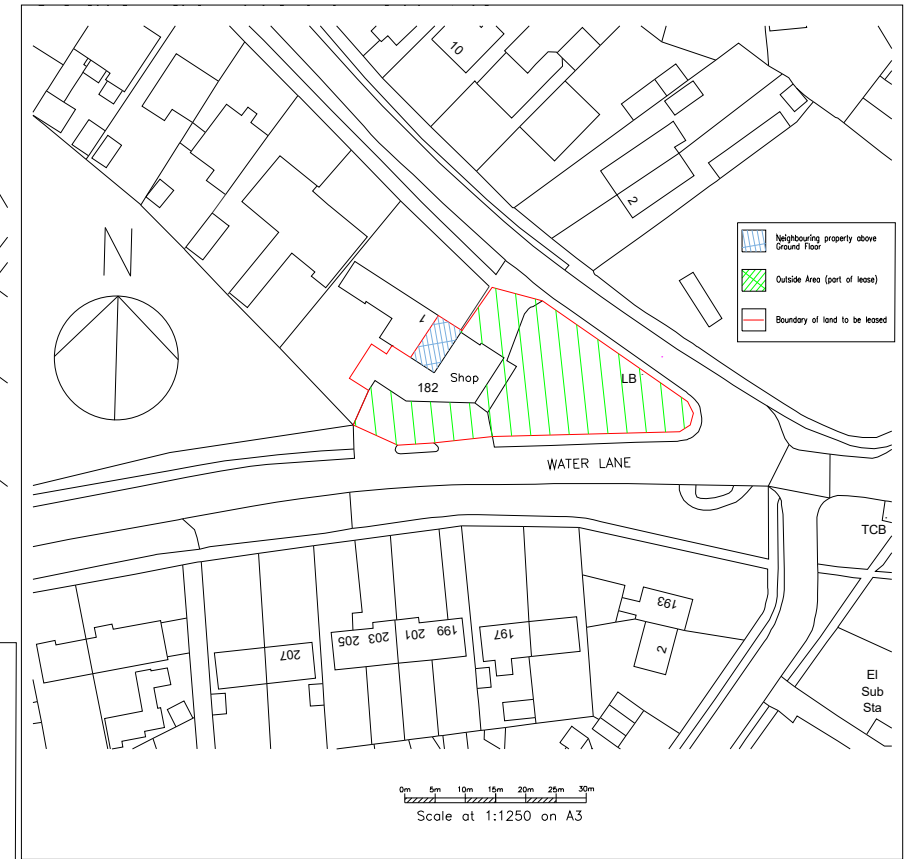 10
2
N
Neighbouring property above
Ground Floor
Outside Area (part of lease)
Boundary of land to be leased
1
Shop
182
LB
WATER LANE
TCB
193
199
201
203
205
197
207
2
El
Sub
Sta
0m 5m 10m 15m 20m 25m 30m
Scale at 1:1250 on A3